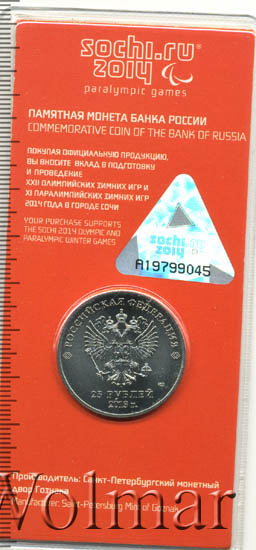 sochi.ru
2014
paralympic games
ПАМЯТНАЯ МОНЕТА БАНКА РОССИИ
COMMEMORATIVE COIN OF THE BANK OF RUSSIA
ПОКУПАЯ ОФИЦИАЛЬНУЮ ПРОДУКЦИЮ,
ВЫ ВНОСИТЕ ВКЛАД В ПОДГОТОВКУ
И ПРОВЕДЕНИЕ
XXII ОЛИМПИЙСКИХ ЗИМНИХ ИГР И
XI ПАРАЛИМПИЙСКИХ ЗИМНИХ ИГР
2014 ГОДА В ГОРОДЕ СОЧИ
YOUR PURCHASE SUPPORTS
THE SOCHI 2014 OLYMPIC AND
PARALYMPIC WINTER GAMES
sochi.ru
2014
A19799045
РОССИЙСКАЯ ФЕДЕРАЦИЯ
25 РУБЛЕЙ
2013 г.
Производитель: Санкт-Петербургский монетный
двор Гознака
Manufacturer: Saint-Petersburg Mint of Goznak
Wolmar